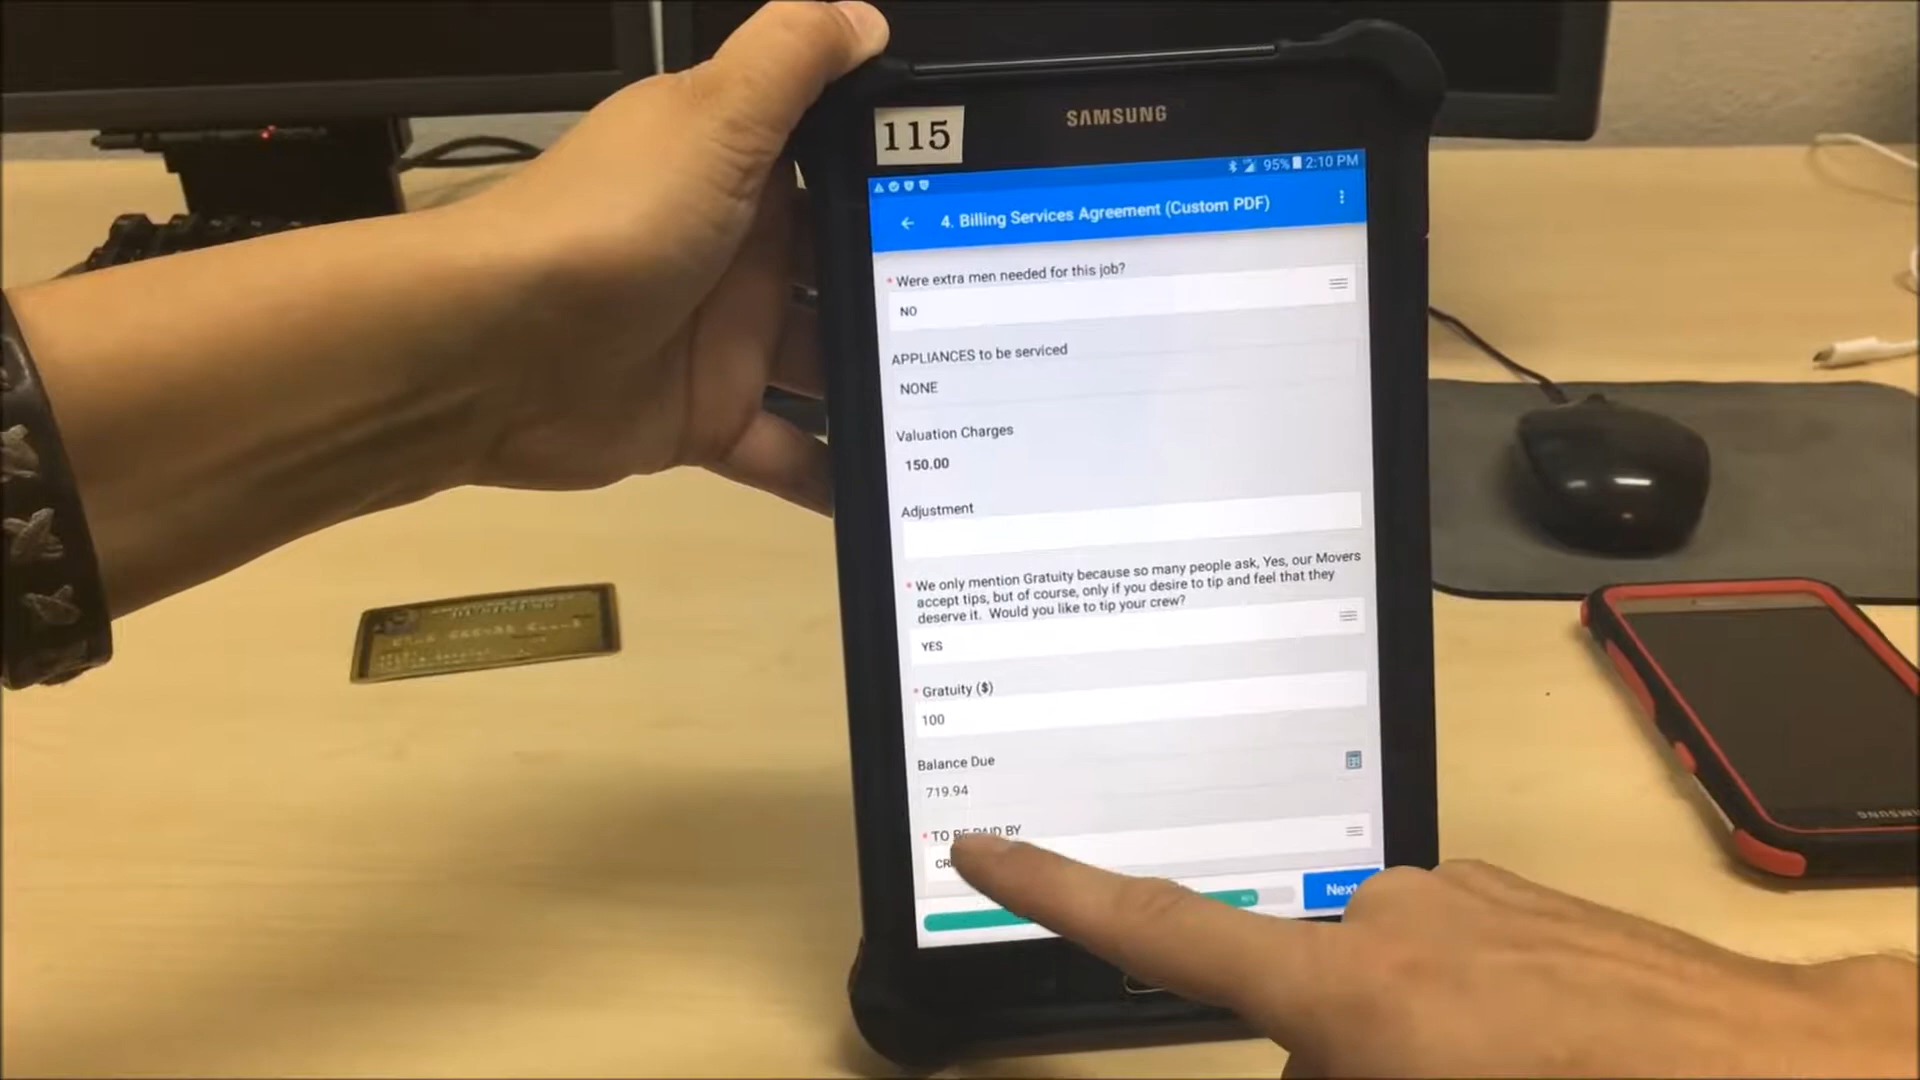 115
SAMSUNG
95% 2:10 PM
4. Billing Services Agreement (Custom PDF)
* Were extra men needed for this job?
NO
APPLIANCES to be serviced
NONE
Valuation Charges
150.00
Adjustment
* We only mention Gratuity because so many people ask, Yes, our Movers
accept tips, but of course, only if you desire to tip and feel that they
deserve it. Would you like to tip your crew?
YES
* Gratuity ($)
100
Balance Due
719.94
* TO BE PAID BY
Next
SAMSUNG